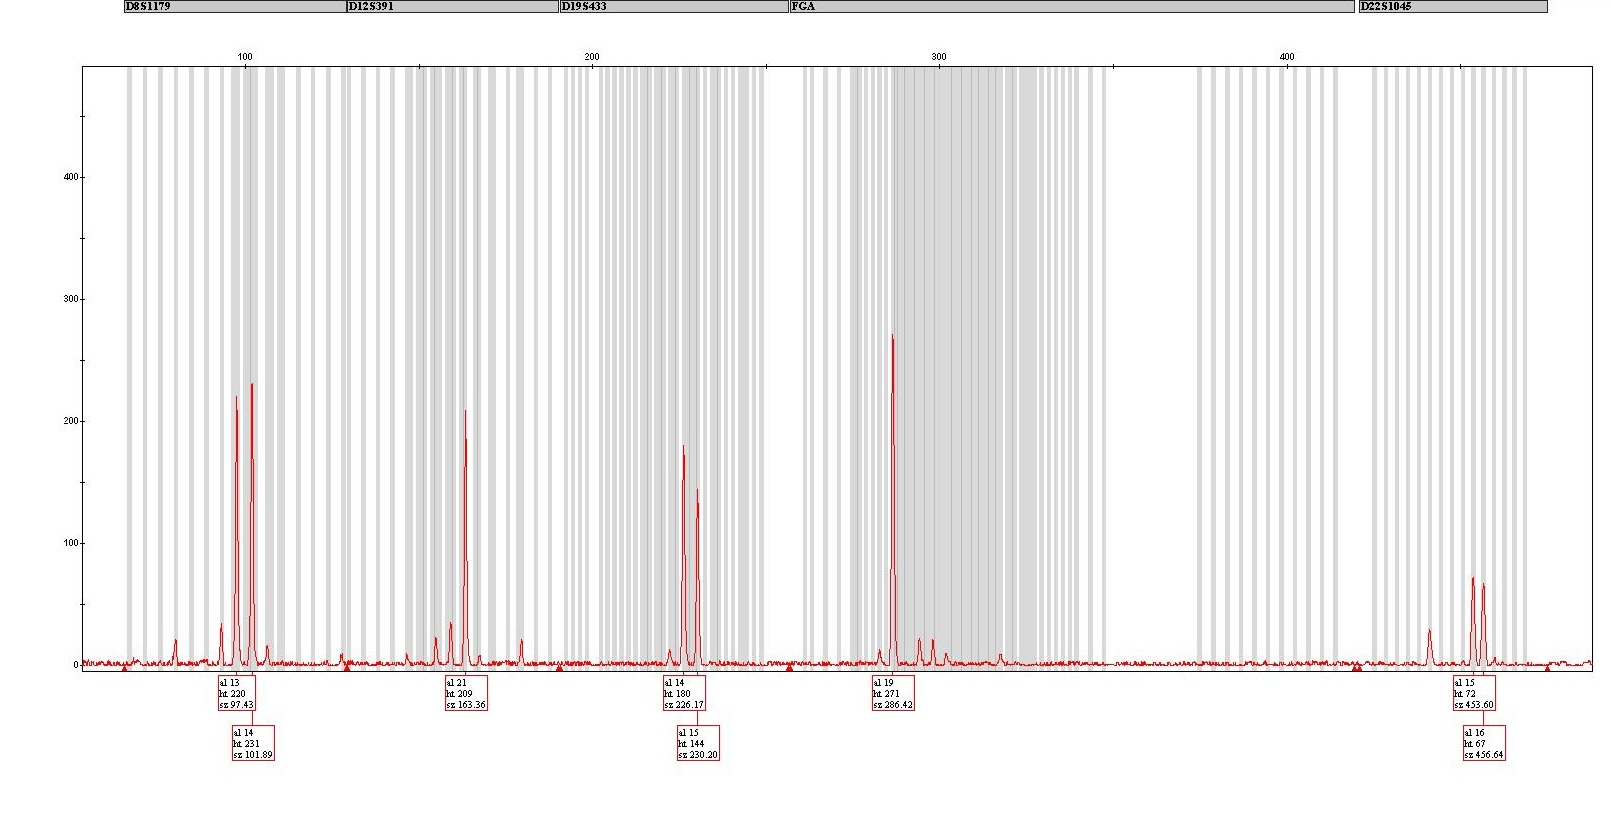 D8S1179 D12S391 D19S433 FGA D22S1045
100 200 300 400
400
300
200
100
0
al 13
ht 220
sz 97.43
al 21
ht 209
sz 163.36
al 14
ht 180
sz 226.17
al 19
ht 271
sz 286.42
al 15
ht 72
sz 453.60
al 14
ht 231
sz 101.89
al 15
ht 144
sz 230.20
al 16
ht 67
sz 456.64